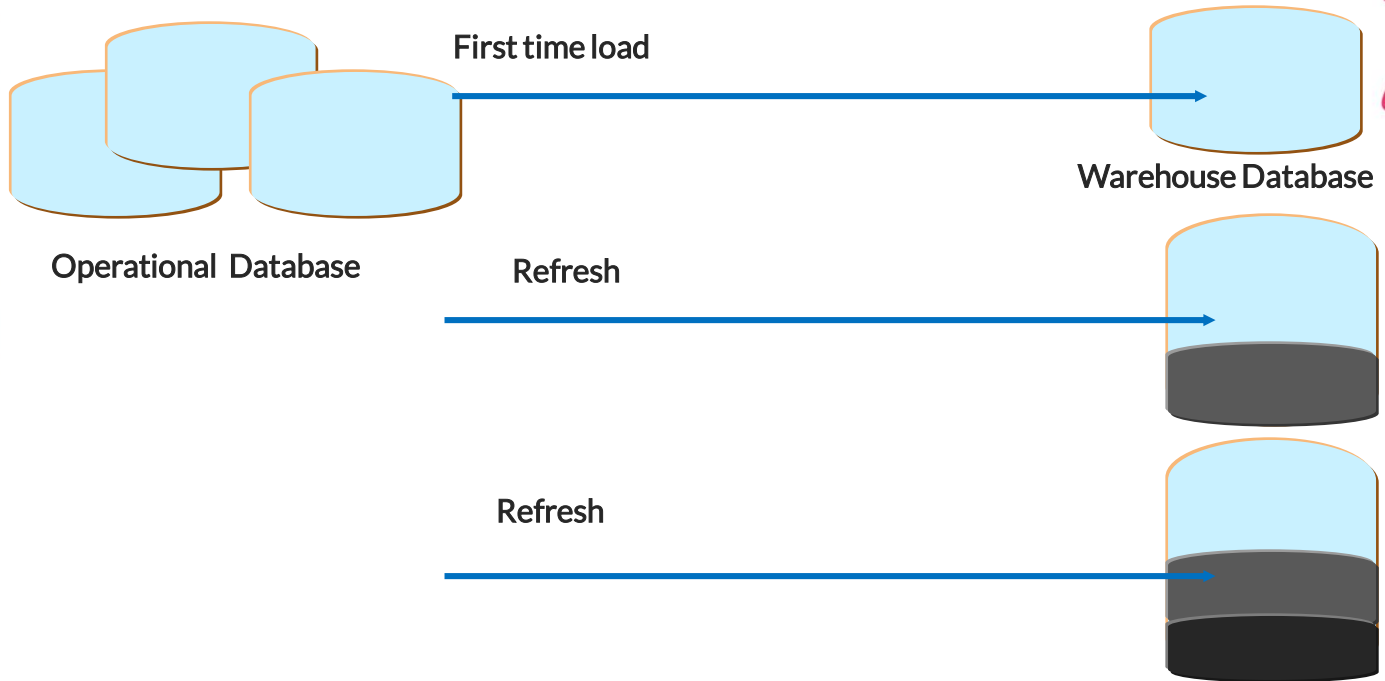 First time load
Warehouse Database
Operational Database
Refresh
Refresh